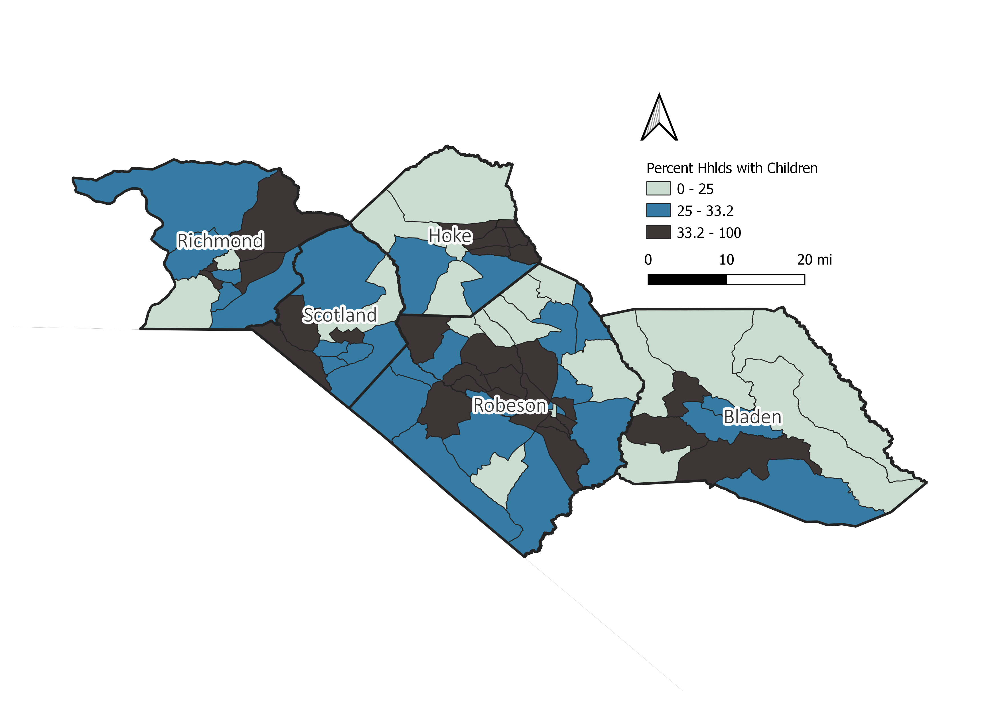 Percent Hhlds with Children
0 - 25
25 - 33.2
33.2 - 100
0 10 20 mi
Hoke
Richmond
Scotland
Robeson
Bladen